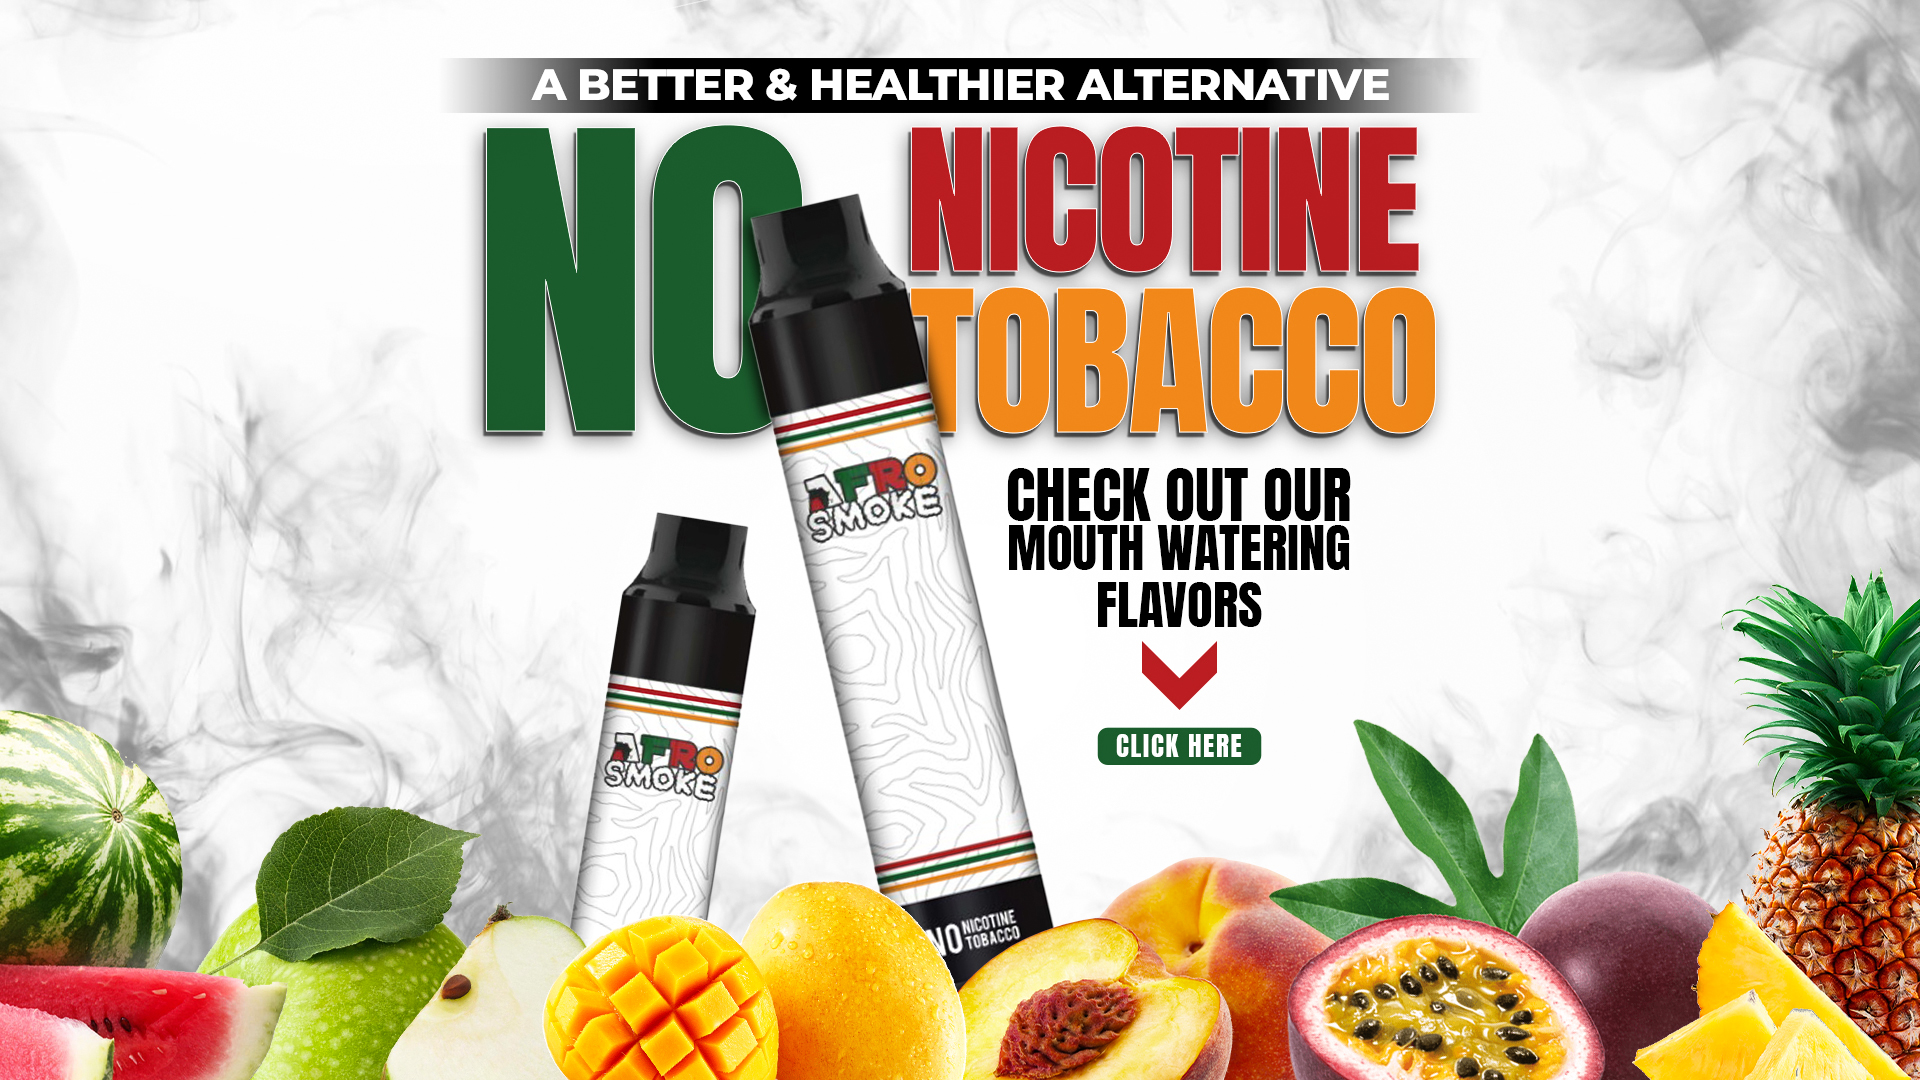 A BETTER & HEALTHIER ALTERNATIVE
NO NICOTINE
TOBACCO
AFRO
SMOKE
CHECK OUT OUR
MOUTH WATERING
FLAVORS
CLICK HERE
AFRO
SMOKE
NO NICOTINE
TOBACCO